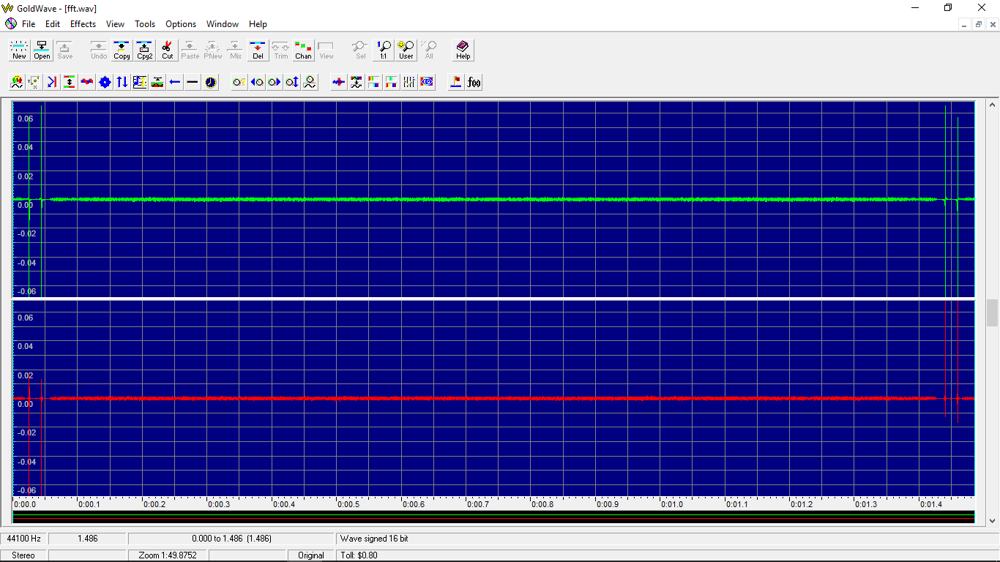 GoldWave - [fft.wav]
File Edit Effects View Tools Options Window Help
New Open Save Undo Copy Cpy2 Cut Paste PNew Mix Del Trim Chan View Sel 1:1 User All Help
f(x)
0.06
0.04
0.02
0.00
-0.02
-0.04
-0.06
0.06
0.04
0.02
0.00
-0.02
-0.04
-0.06
0:00.0 0:00.1 0:00.2 0:00.3 0:00.4 0:00.5 0:00.6 0:00.7 0:00.8 0:00.9 0:01.0 0:01.1 0:01.2 0:01.3 0:01.4
44100 Hz 1.486 0.000 to 1.486 (1.486) Wave signed 16 bit
Stereo Zoom 1:49.8752 Original Toll: $0.80